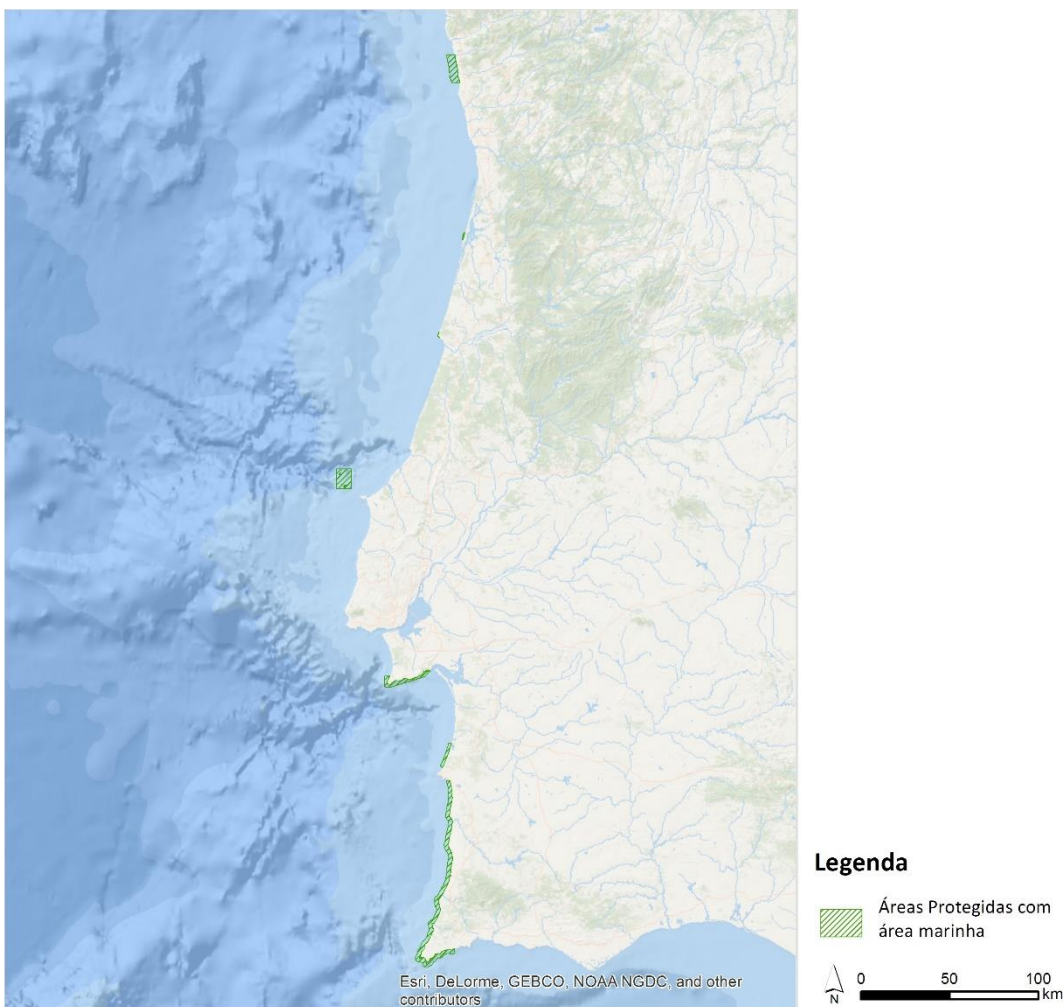 Legenda
Áreas Protegidas com
área marinha
N
0 50 100
km
Esri, DeLorme, GEBCO, NOAA NGDC, and other
contributors